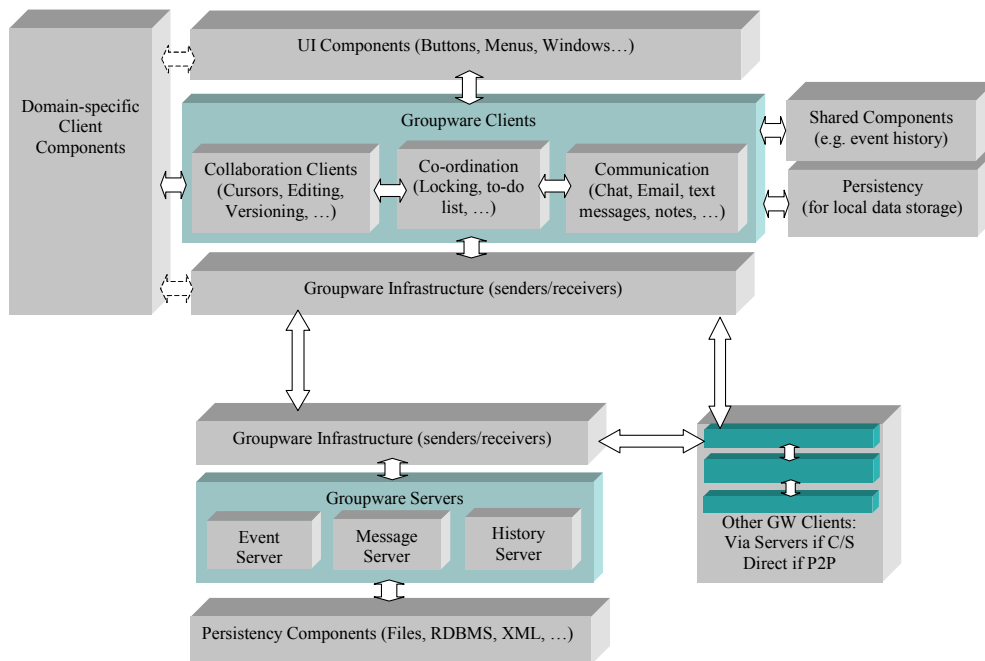 UI Components (Buttons, Menus, Windows…)
Domain-specific
Client
Components
Groupware Clients
Shared Components
(e.g. event history)
Collaboration Clients
(Cursors, Editing,
Versioning, …)
Co-ordination
(Locking, to-do
list, …)
Communication
(Chat, Email, text
messages, notes, …)
Persistency
(for local data storage)
Groupware Infrastructure (senders/receivers)
Groupware Infrastructure (senders/receivers)
Groupware Servers
Event
Server
Message
Server
History
Server
Other GW Clients:
Via Servers if C/S
Direct if P2P
Persistency Components (Files, RDBMS, XML, …)